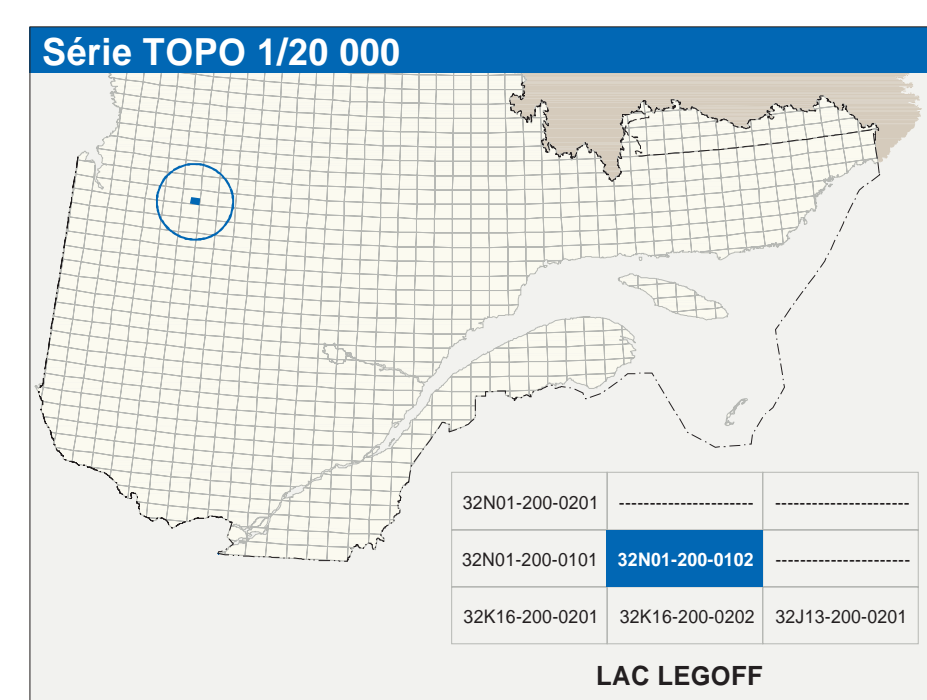 Série TOPO 1/20 000
32N01-200-0201 --------------------- ---------------------
32N01-200-0101 32N01-200-0102 ---------------------
32K16-200-0201 32K16-200-0202 32J13-200-0201
LAC LEGOFF